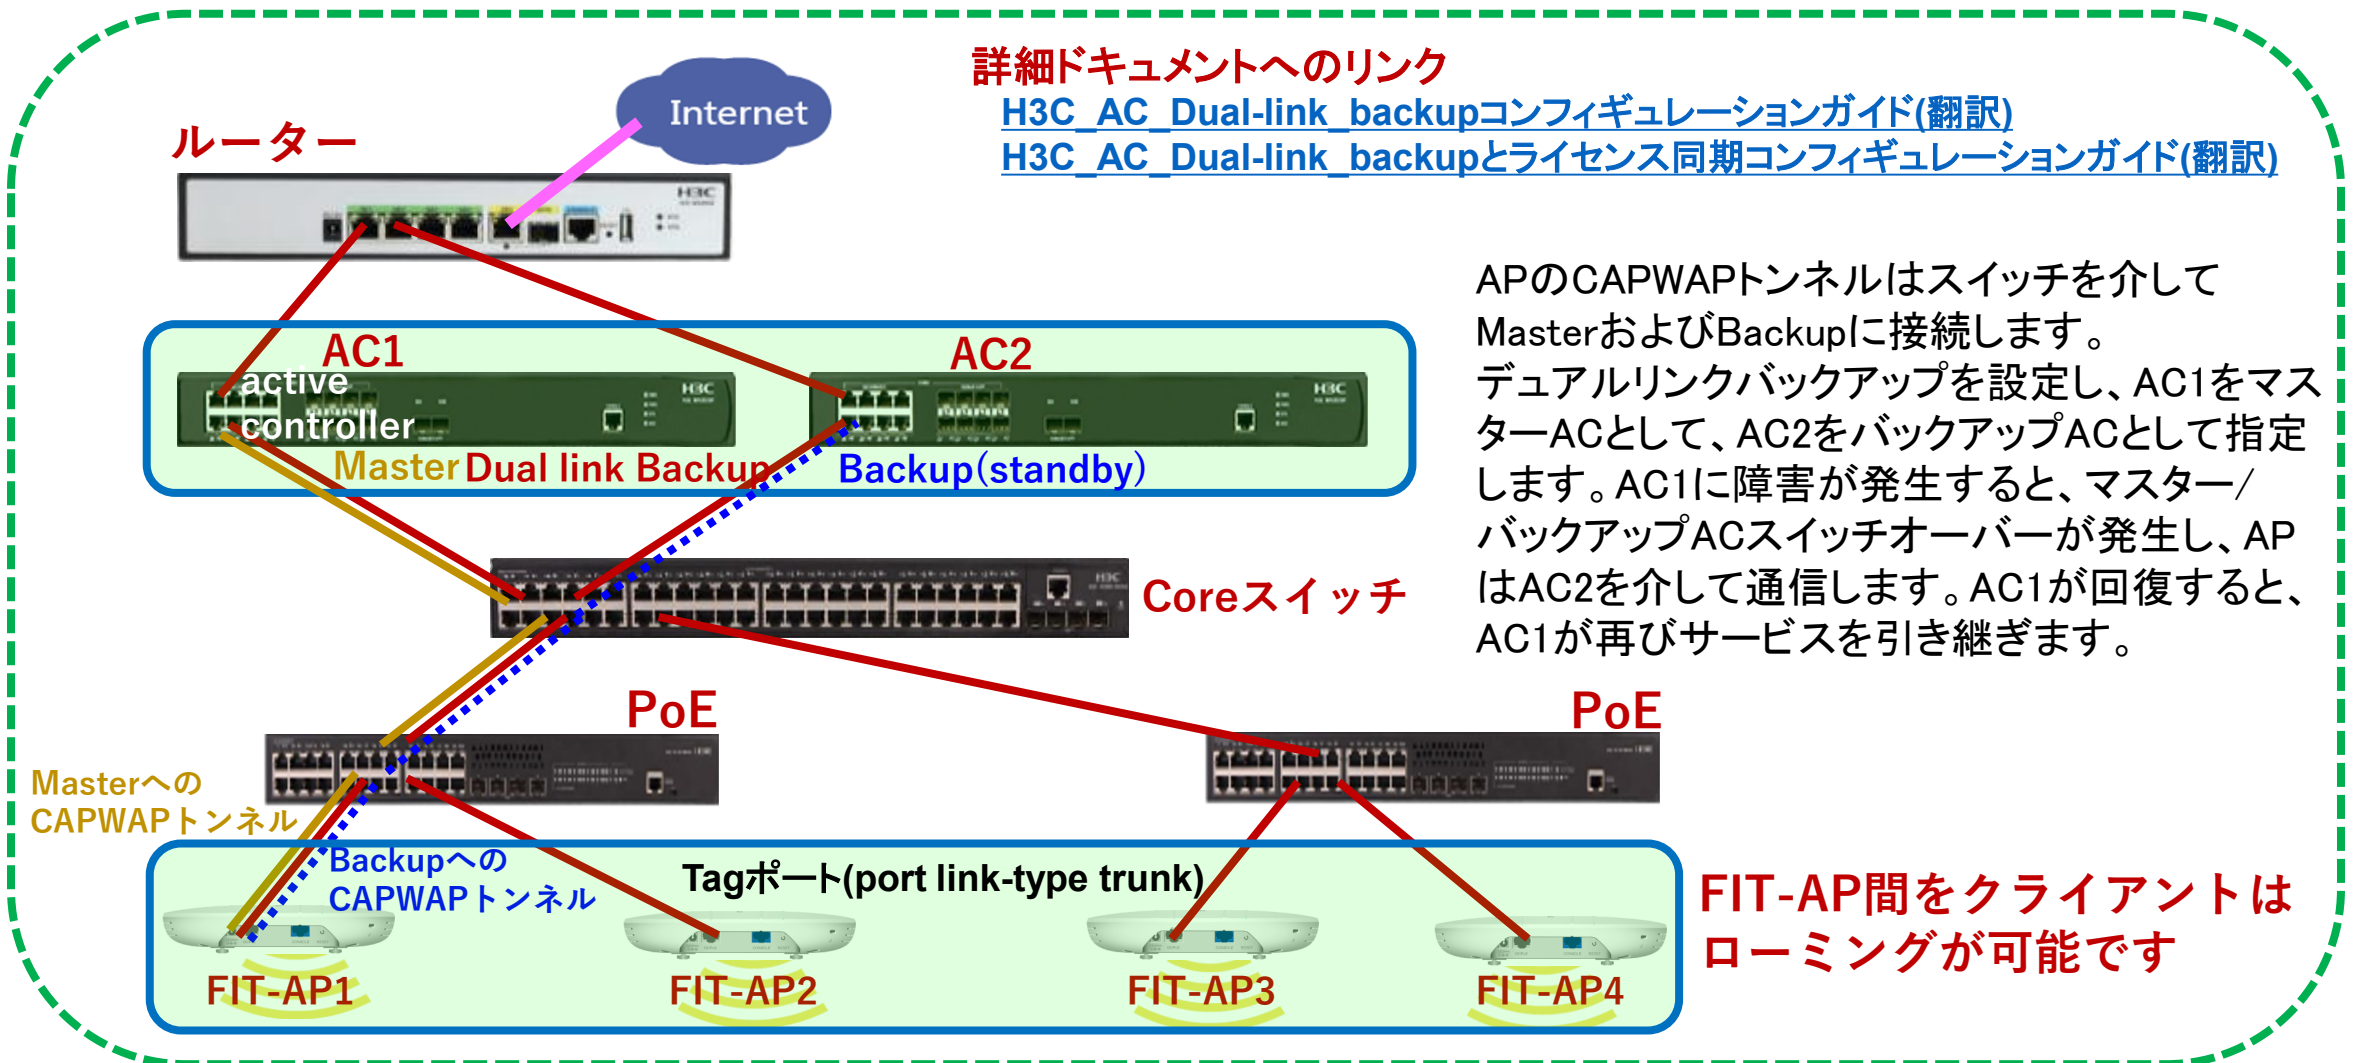 詳細ドキュメントへのリンク
H3C_AC_Dual-link_backupコンフィギュレーションガイド(翻訳)
H3C_AC_Dual-link_backupとライセンス同期コンフィギュレーションガイド(翻訳)
Internet
ルーター
H3C
APのCAPWAPトンネルはスイッチを介して
MasterおよびBackupに接続します。
デュアルリンクバックアップを設定し、AC1をマス
ターACとして、AC2をバックアップACとして指定
します。AC1に障害が発生すると、マスター/
バックアップACスイッチオーバーが発生し、AP
はAC2を介して通信します。AC1が回復すると、
AC1が再びサービスを引き継ぎます。
AC1
AC2
active
controller
H3C
H3C
Master
Dual link Backup
Backup(standby)
H3C
Coreスイッチ
PoE
PoE
Masterへの
CAPWAPトンネル
Backupへの
CAPWAPトンネル
Tagポート(port link-type trunk)
FIT-AP間をクライアントは
ローミングが可能です
FIT-AP1
FIT-AP2
FIT-AP3
FIT-AP4